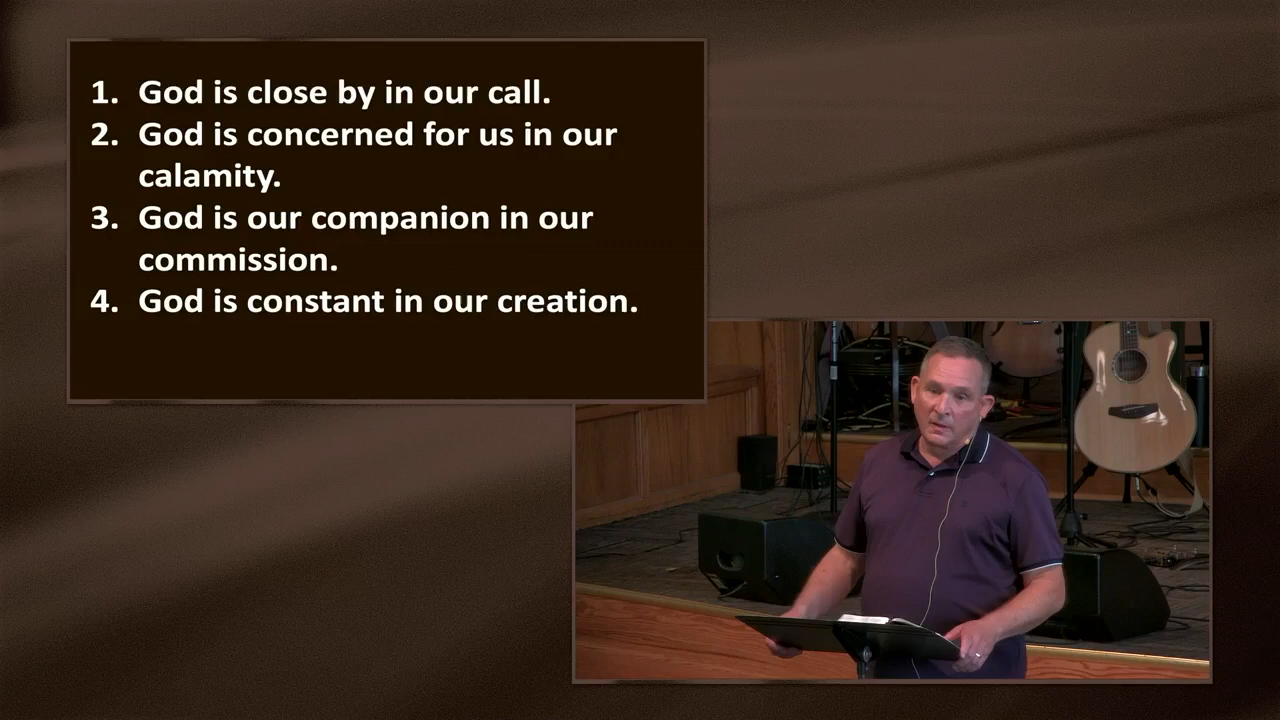 1. God is close by in our call.
2. God is concerned for us in our
calamity.
3. God is our companion in our
commission.
4. God is constant in our creation.